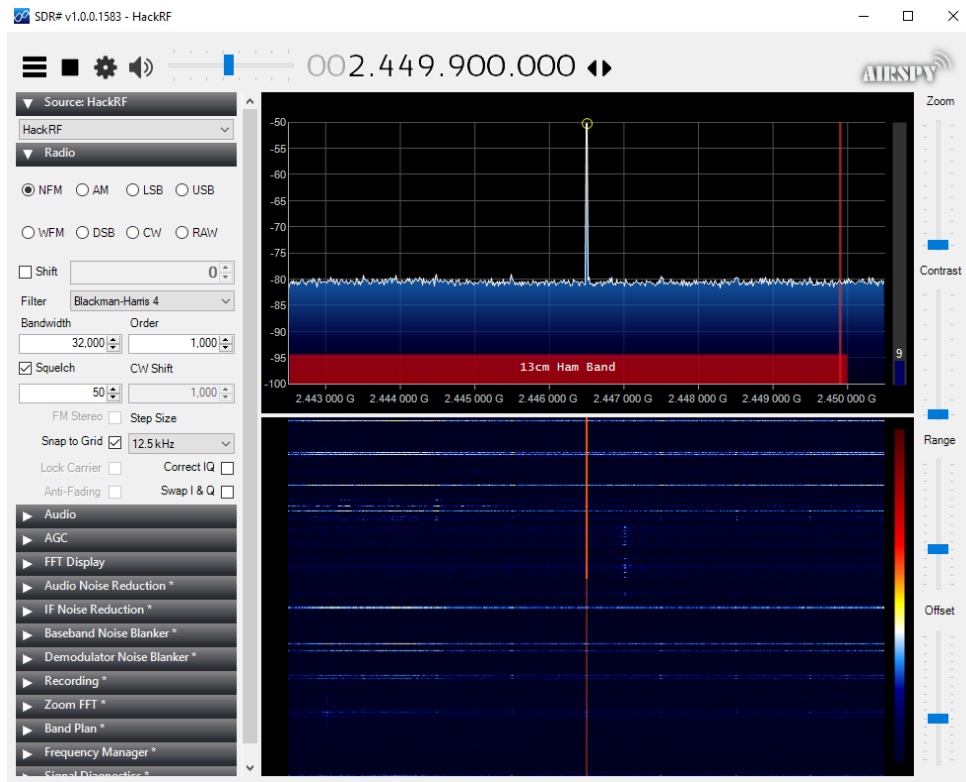 SDR# v1.0.0.1583 - HackRF
002.449.900.000
AIRSPY
Source: HackRF
HackRF
Radio
NFM AM LSB USB
WFM DSB CW RAW
Shift 0
Filter Blackman-Harris 4
Bandwidth Order
32,000 1,000
Squelch CW Shift
50 1,000
FM Stereo Step Size
Snap to Grid 12.5 kHz
Lock Carrier Correct IQ
Anti-Fading Swap I & Q
Audio
AGC
FFT Display
Audio Noise Reduction *
IF Noise Reduction *
Baseband Noise Blanker *
Demodulator Noise Blanker *
Recording *
Zoom FFT *
Band Plan *
Frequency Manager *
Signal Diagnostics *
-50
-55
-60
-65
-70
-75
-80
-85
-90
-95
-100
13cm Ham Band
9
2.443 000 G 2.444 000 G 2.445 000 G 2.446 000 G 2.447 000 G 2.448 000 G 2.449 000 G 2.450 000 G
Zoom
Contrast
Range
Offset